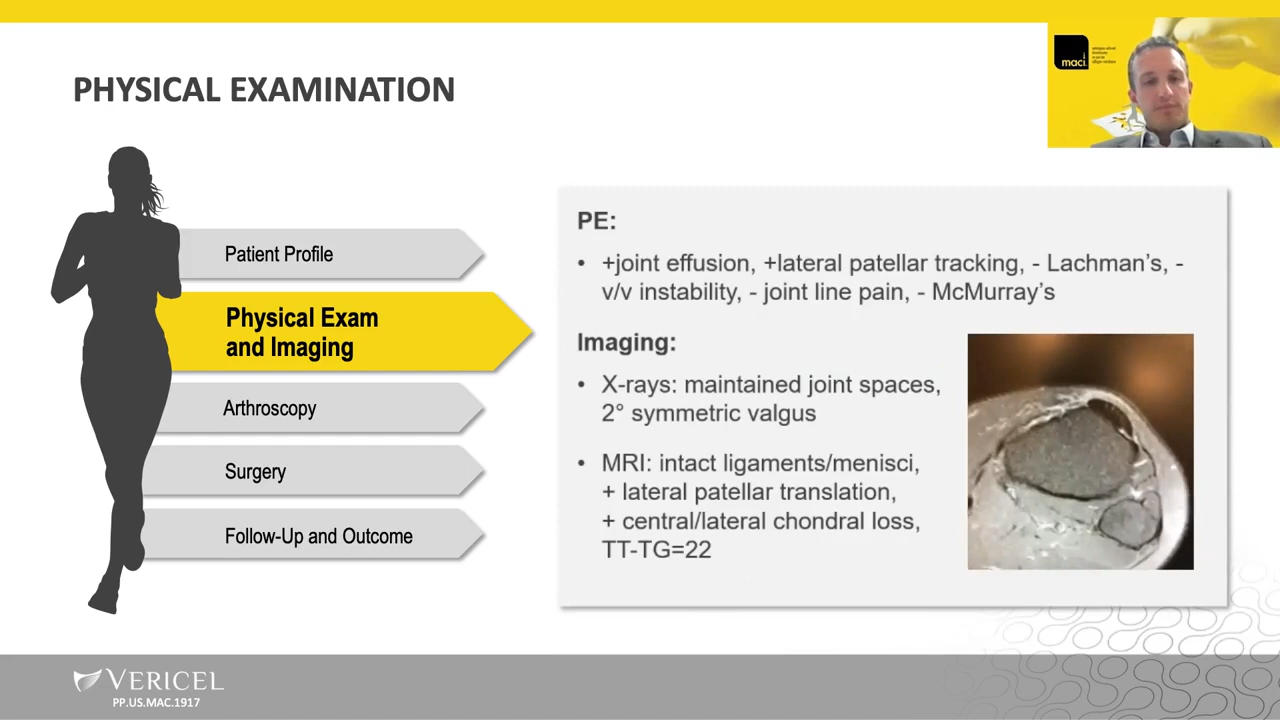 PHYSICAL EXAMINATION
maci
Patient Profile
Physical Exam
and Imaging
Arthroscopy
Surgery
Follow-Up and Outcome
PE:
• +joint effusion, +lateral patellar tracking, - Lachman’s, -
v/v instability, - joint line pain, - McMurray’s
Imaging:
• X-rays: maintained joint spaces,
2° symmetric valgus
• MRI: intact ligaments/menisci,
+ lateral patellar translation,
+ central/lateral chondral loss,
TT-TG=22
VERICEL
PP.US.MAC.1917